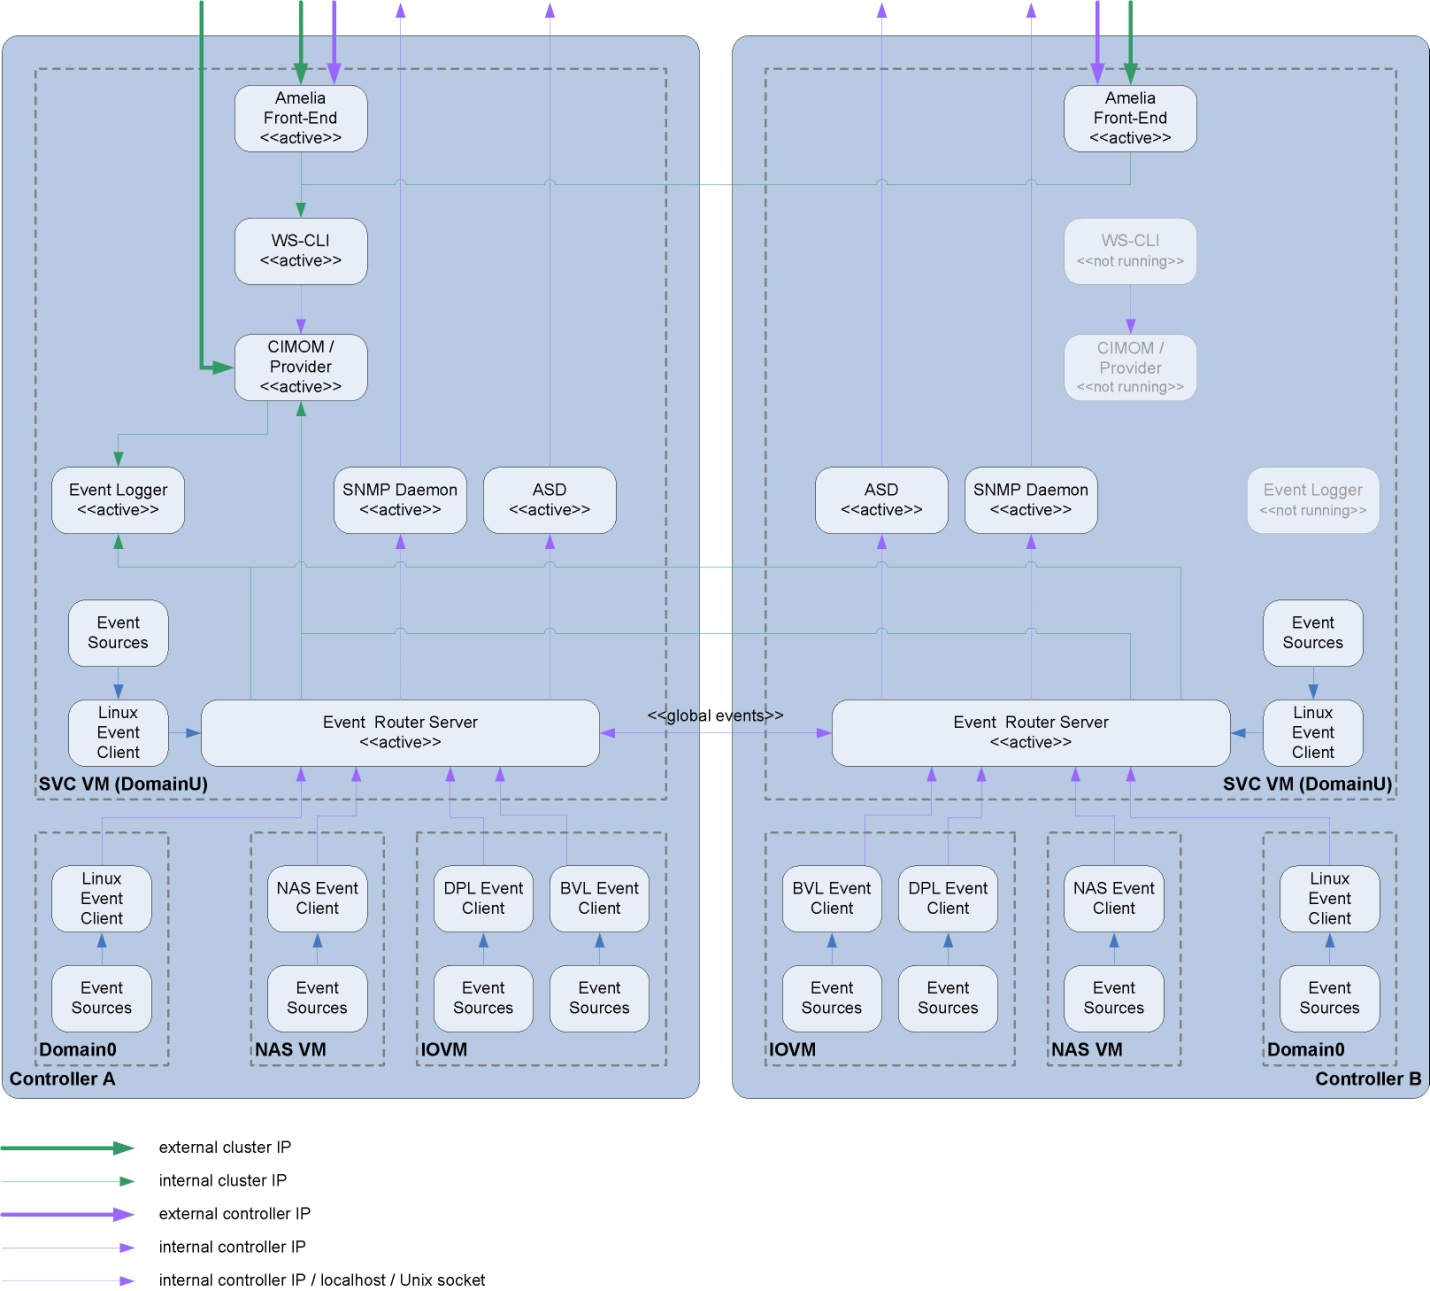 Amelia
Front-End
<<active>>
Amelia
Front-End
<<active>>
WS-CLI
<<active>>
WS-CLI
<<not running>>
CIMOM /
Provider
<<active>>
CIMOM /
Provider
<<not running>>
Event Logger
<<active>>
SNMP Daemon
<<active>>
ASD
<<active>>
ASD
<<active>>
SNMP Daemon
<<active>>
Event Logger
<<not running>>
Event
Sources
Event
Sources
Linux
Event
Client
Event Router Server
<<active>>
<<global events>>
Event Router Server
<<active>>
Linux
Event
Client
SVC VM (DomainU)
SVC VM (DomainU)
Linux
Event
Client
NAS Event
Client
DPL Event
Client
BVL Event
Client
BVL Event
Client
DPL Event
Client
NAS Event
Client
Linux
Event
Client
Event
Sources
Event
Sources
Event
Sources
Event
Sources
Event
Sources
Event
Sources
Event
Sources
Event
Sources
Domain0
NAS VM
IOVM
IOVM
NAS VM
Domain0
Controller A
Controller B
external cluster IP
internal cluster IP
external controller IP
internal controller IP
internal controller IP / localhost / Unix socket